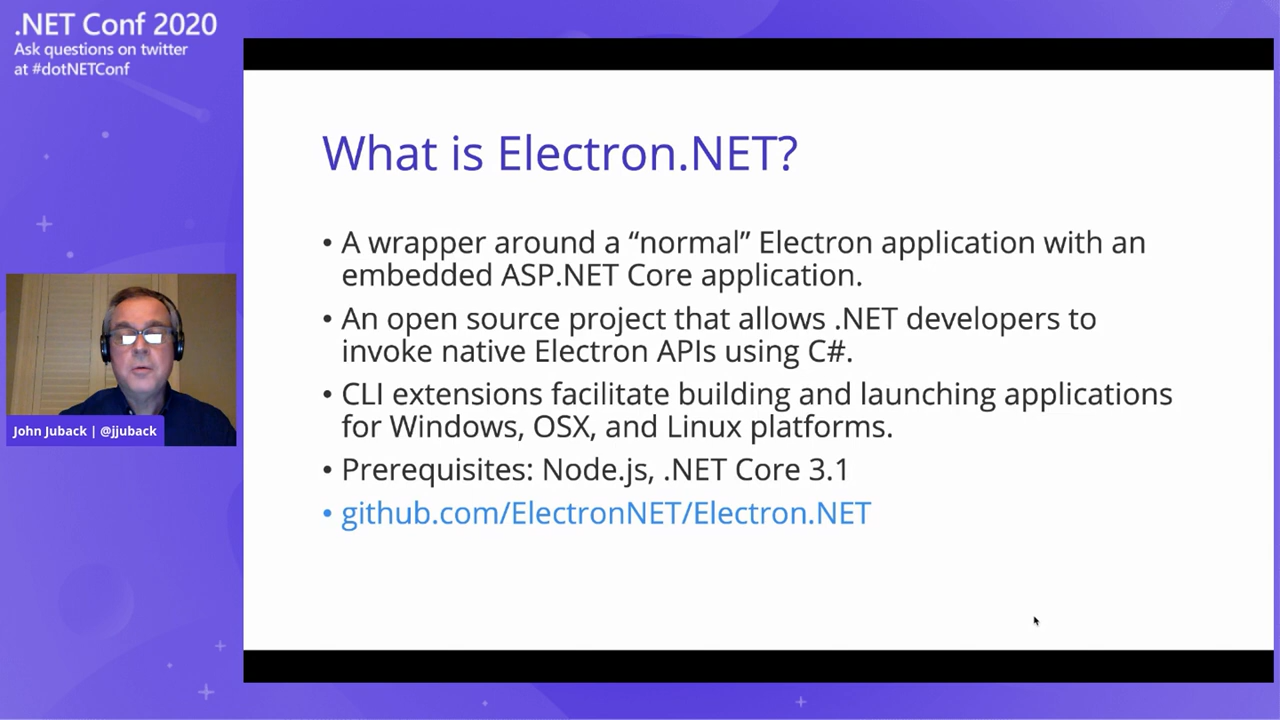 .NET Conf 2020
Ask questions on twitter
at #dotNETConf
What is Electron.NET?
• A wrapper around a “normal” Electron application with an
embedded ASP.NET Core application.
• An open source project that allows .NET developers to
invoke native Electron APIs using C#.
• CLI extensions facilitate building and launching applications
for Windows, OSX, and Linux platforms.
• Prerequisites: Node.js, .NET Core 3.1
• github.com/ElectronNET/Electron.NET
John Juback | @jjuback